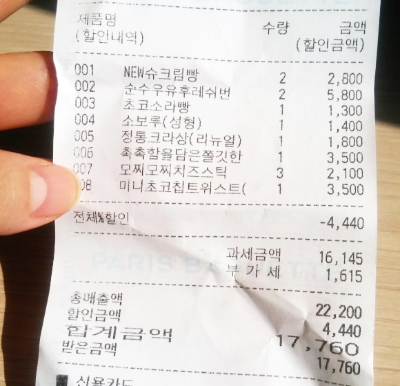 제품명 수량 금액
(할인내역) (할인금액)
001 NEW슈크림빵 2 2,800
002 순수우유후레쉬번 2 5,800
003 초코소라빵 1 1,300
004 소보루(성형) 1 1,400
005 정통크라상(리뉴얼) 1 1,800
006 촉촉함을담은쫄깃한 1 3,500
007 모찌모찌치즈스틱 3 2,100
08 미니초코칩트위스트( 1 3,500
전체%할인 -4,440
과세금액 16,145
부가세 1,615
총매출액 22,200
할인금액 4,440
합계금액 17,760
받은금액 17,760
신용카드